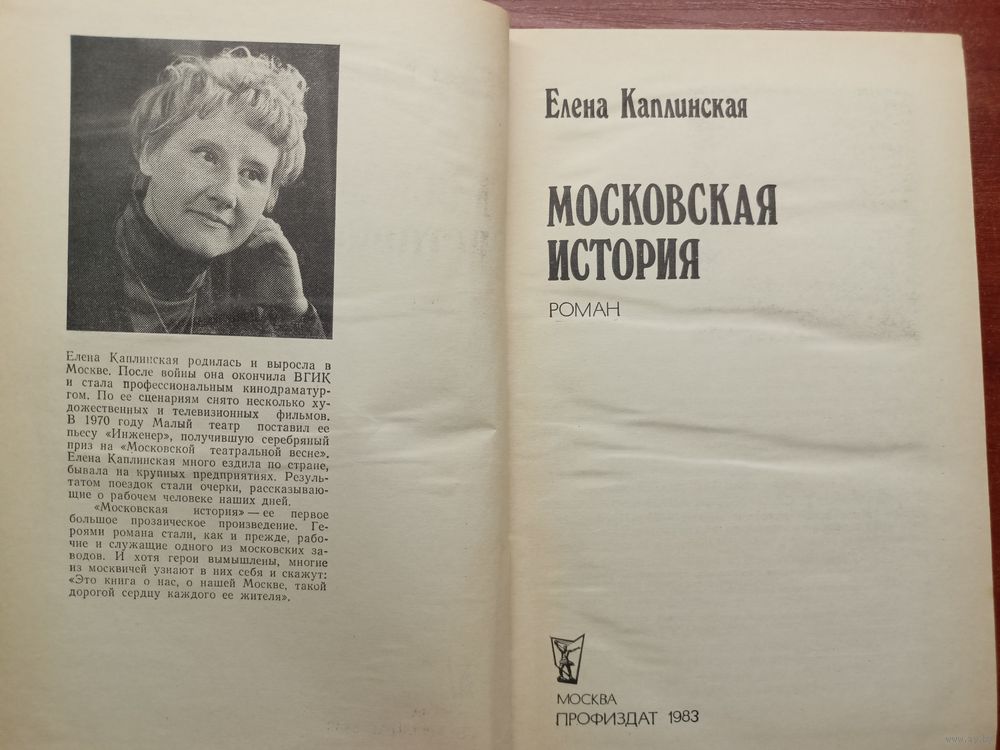 Елена Каплинская родилась и выросла в
Москве. После войны она окончила ВГИК
и стала профессиональным кинодраматур-
гом. По ее сценариям снято несколько ху-
дожественных и телевизионных фильмов.
В 1970 году Малый театр поставил ее
пьесу «Инженер», получившую серебряный
приз на «Московской театральной весне».
Елена Каплинская много ездила по стране,
бывала на крупных предприятиях. Резуль-
татом поездок стали очерки, рассказываю-
щие о рабочем человеке наших дней.
«Московская история» — ее первое
большое прозаическое произведение. Ге-
роями романа стали, как и прежде, рабо-
чие и служащие одного из московских за-
водов. И хотя герои вымышлены, многие
из москвичей узнают в них себя и скажут:
«Это книга о нас, о нашей Москве, такой
дорогой сердцу каждого ее жителя».
Елена Каплинская
МОСКОВСКАЯ
ИСТОРИЯ
РОМАН
МОСКВА
ПРОФИЗДАТ 1983